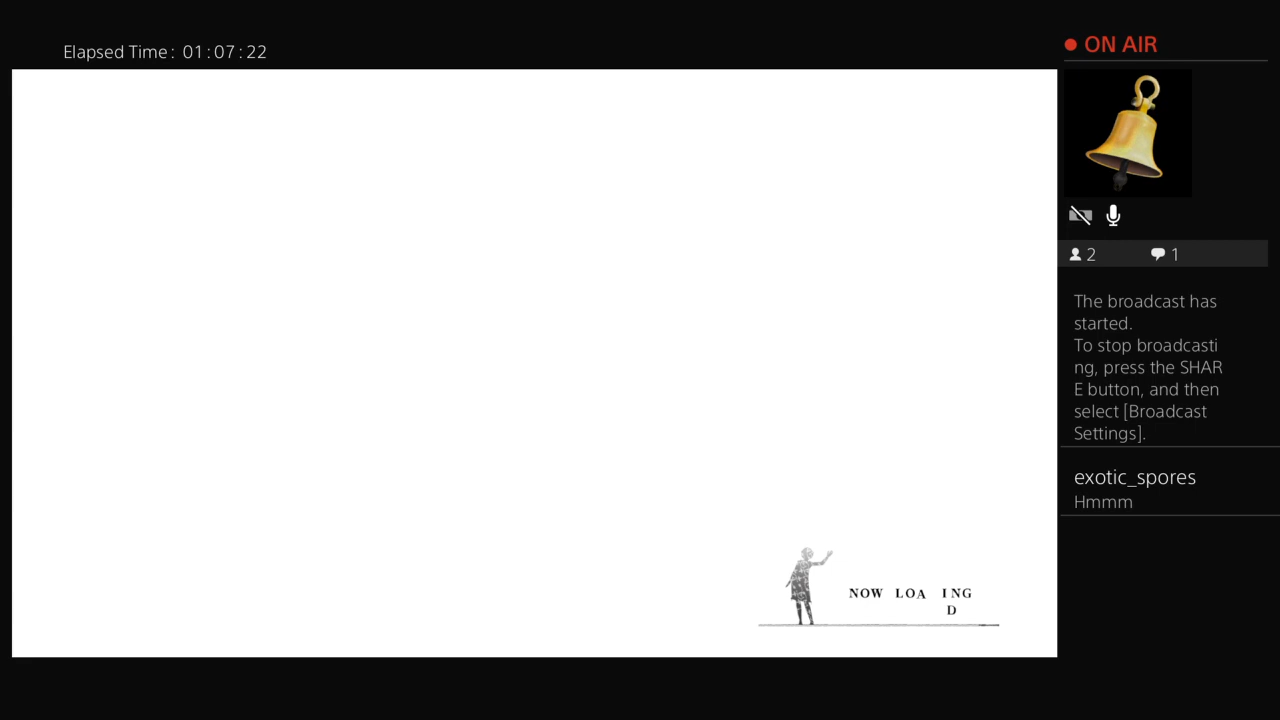 Elapsed Time: 01:07:22
ON AIR
2 1
The broadcast has
started.
To stop broadcasti
ng, press the SHAR
E button, and then
select [Broadcast
Settings].
exotic_spores
Hmmm
NOW LOA ING
D